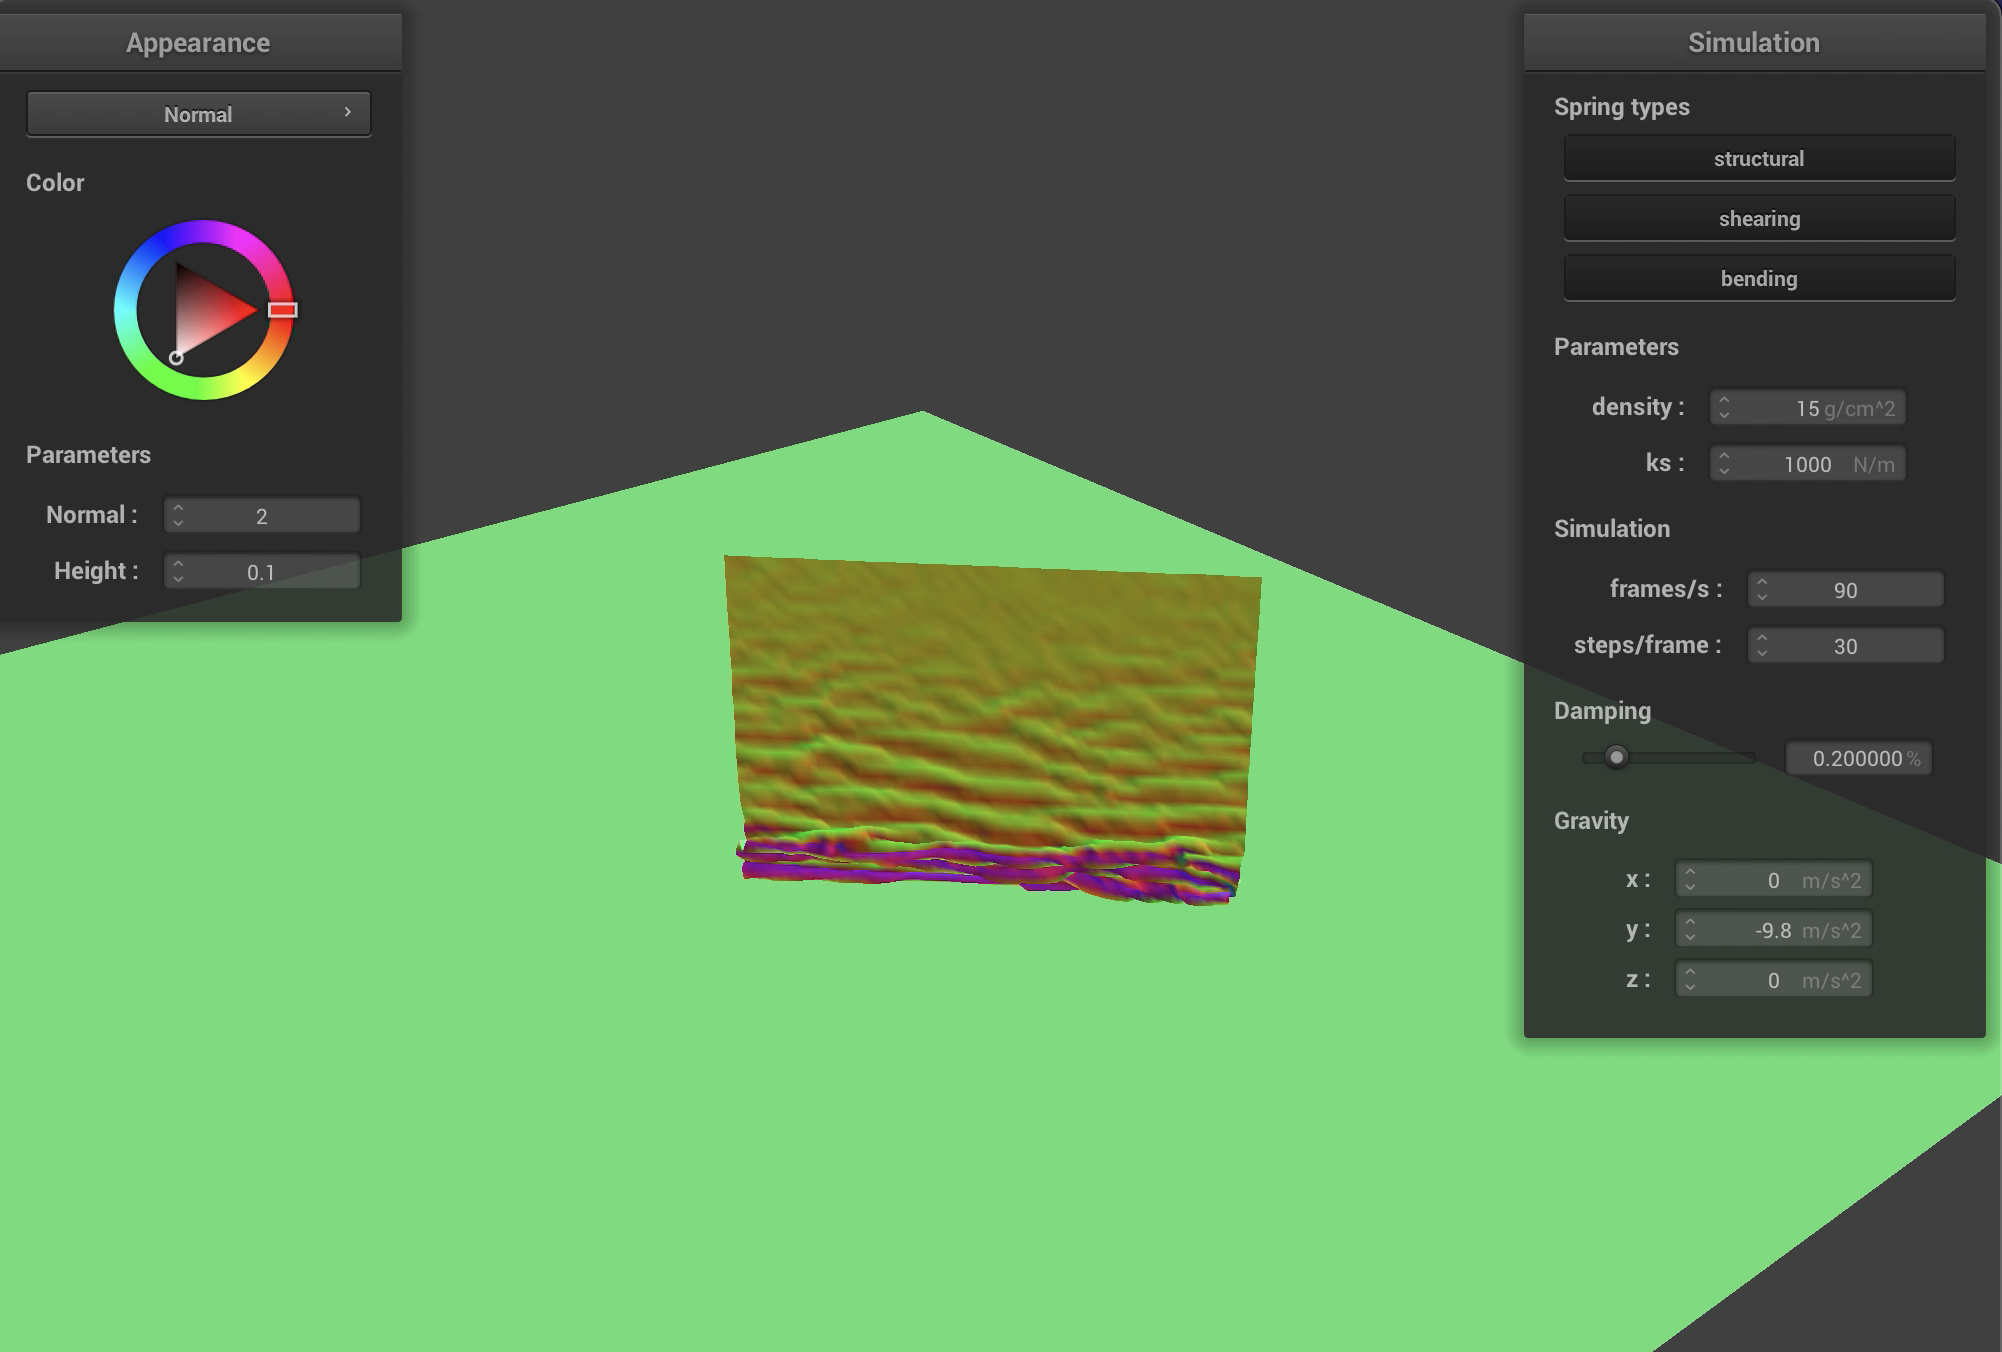 Appearance
Normal
Color
Parameters
Normal : 2
Height : 0.1
Simulation
Spring types
structural
shearing
bending
Parameters
density : 15 g/cm^2
ks : 1000 N/m
Simulation
frames/s : 90
steps/frame : 30
Damping
0.200000 %
Gravity
x : 0 m/s^2
y : -9.8 m/s^2
z : 0 m/s^2